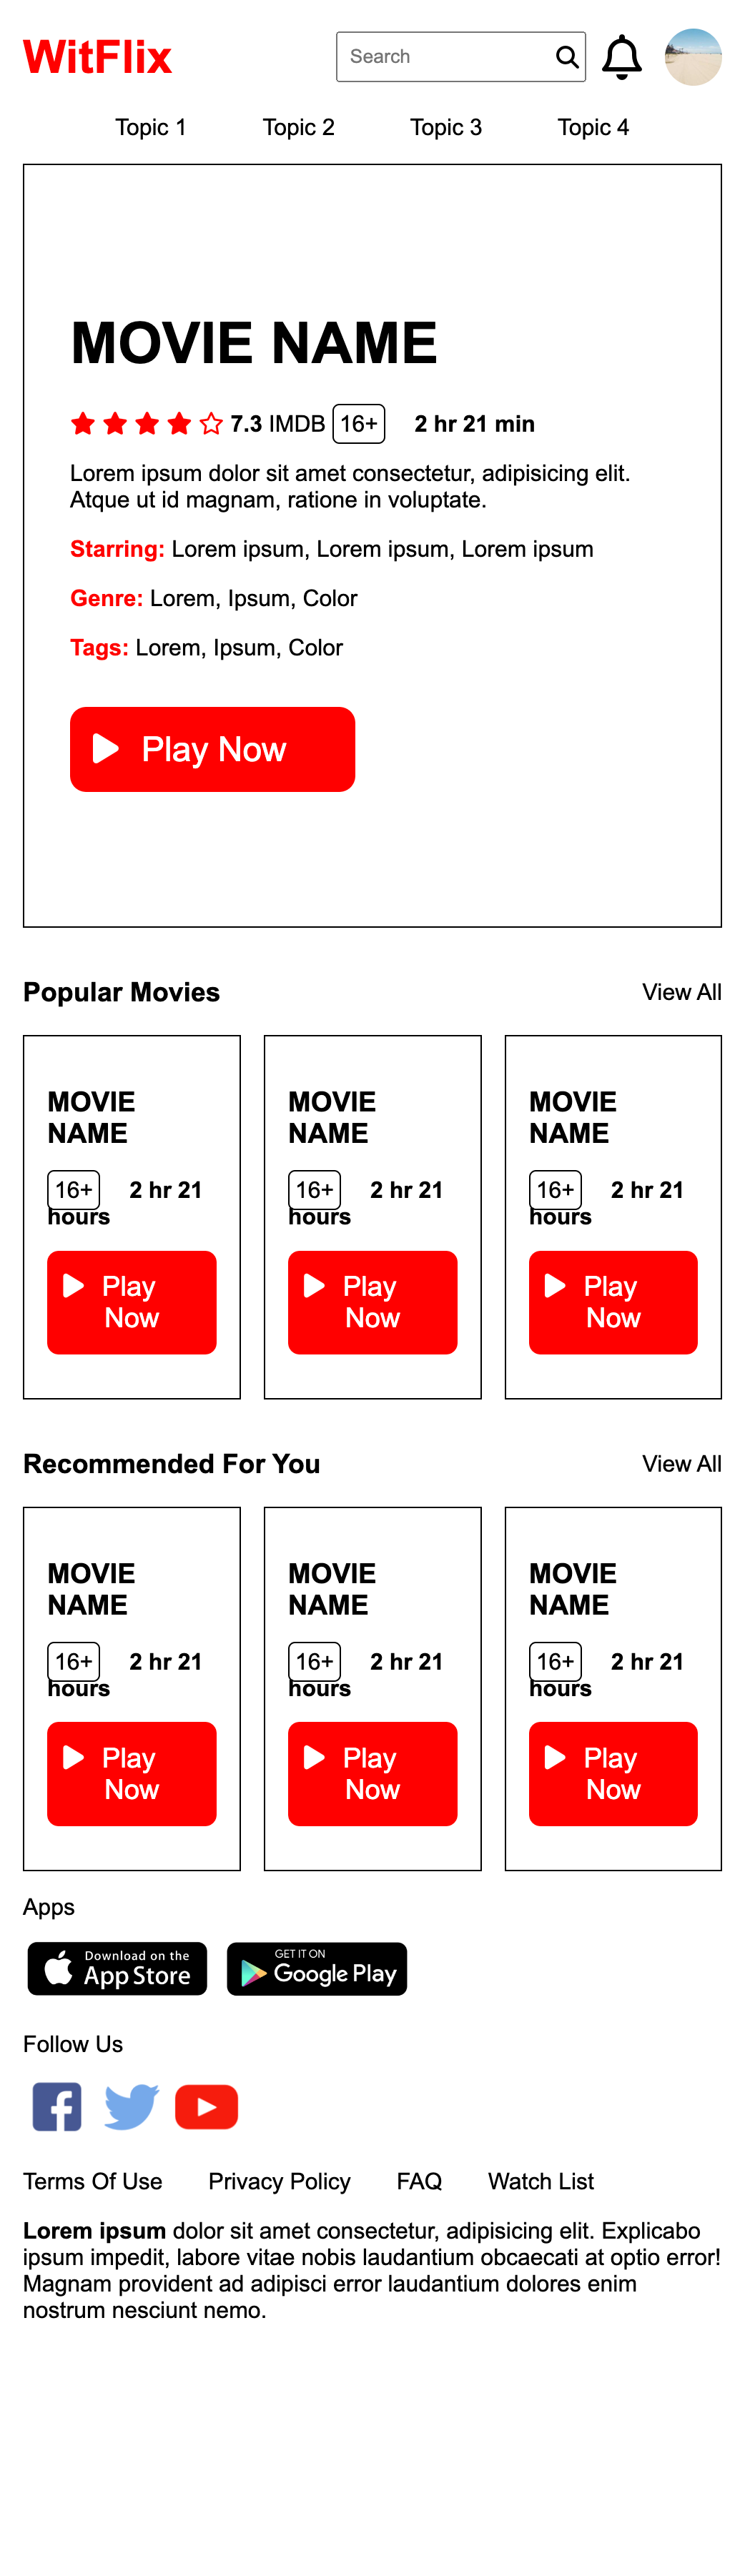 WitFlix
Search
Topic 1 Topic 2 Topic 3 Topic 4
MOVIE NAME
7.3 IMDB 16+ 2 hr 21 min
Lorem ipsum dolor sit amet consectetur, adipisicing elit.
Atque ut id magnam, ratione in voluptate.
Starring: Lorem ipsum, Lorem ipsum, Lorem ipsum
Genre: Lorem, Ipsum, Color
Tags: Lorem, Ipsum, Color
Play Now
Popular Movies View All
MOVIE
NAME
16+ 2 hr 21
hours
Play
Now
MOVIE
NAME
16+ 2 hr 21
hours
Play
Now
MOVIE
NAME
16+ 2 hr 21
hours
Play
Now
Recommended For You View All
MOVIE
NAME
16+ 2 hr 21
hours
Play
Now
MOVIE
NAME
16+ 2 hr 21
hours
Play
Now
MOVIE
NAME
16+ 2 hr 21
hours
Play
Now
Apps
Download on the
App Store
GET IT ON
Google Play
Follow Us
Terms Of Use Privacy Policy FAQ Watch List
Lorem ipsum dolor sit amet consectetur, adipisicing elit. Explicabo
ipsum impedit, labore vitae nobis laudantium obcaecati at optio error!
Magnam provident ad adipisci error laudantium dolores enim
nostrum nesciunt nemo.